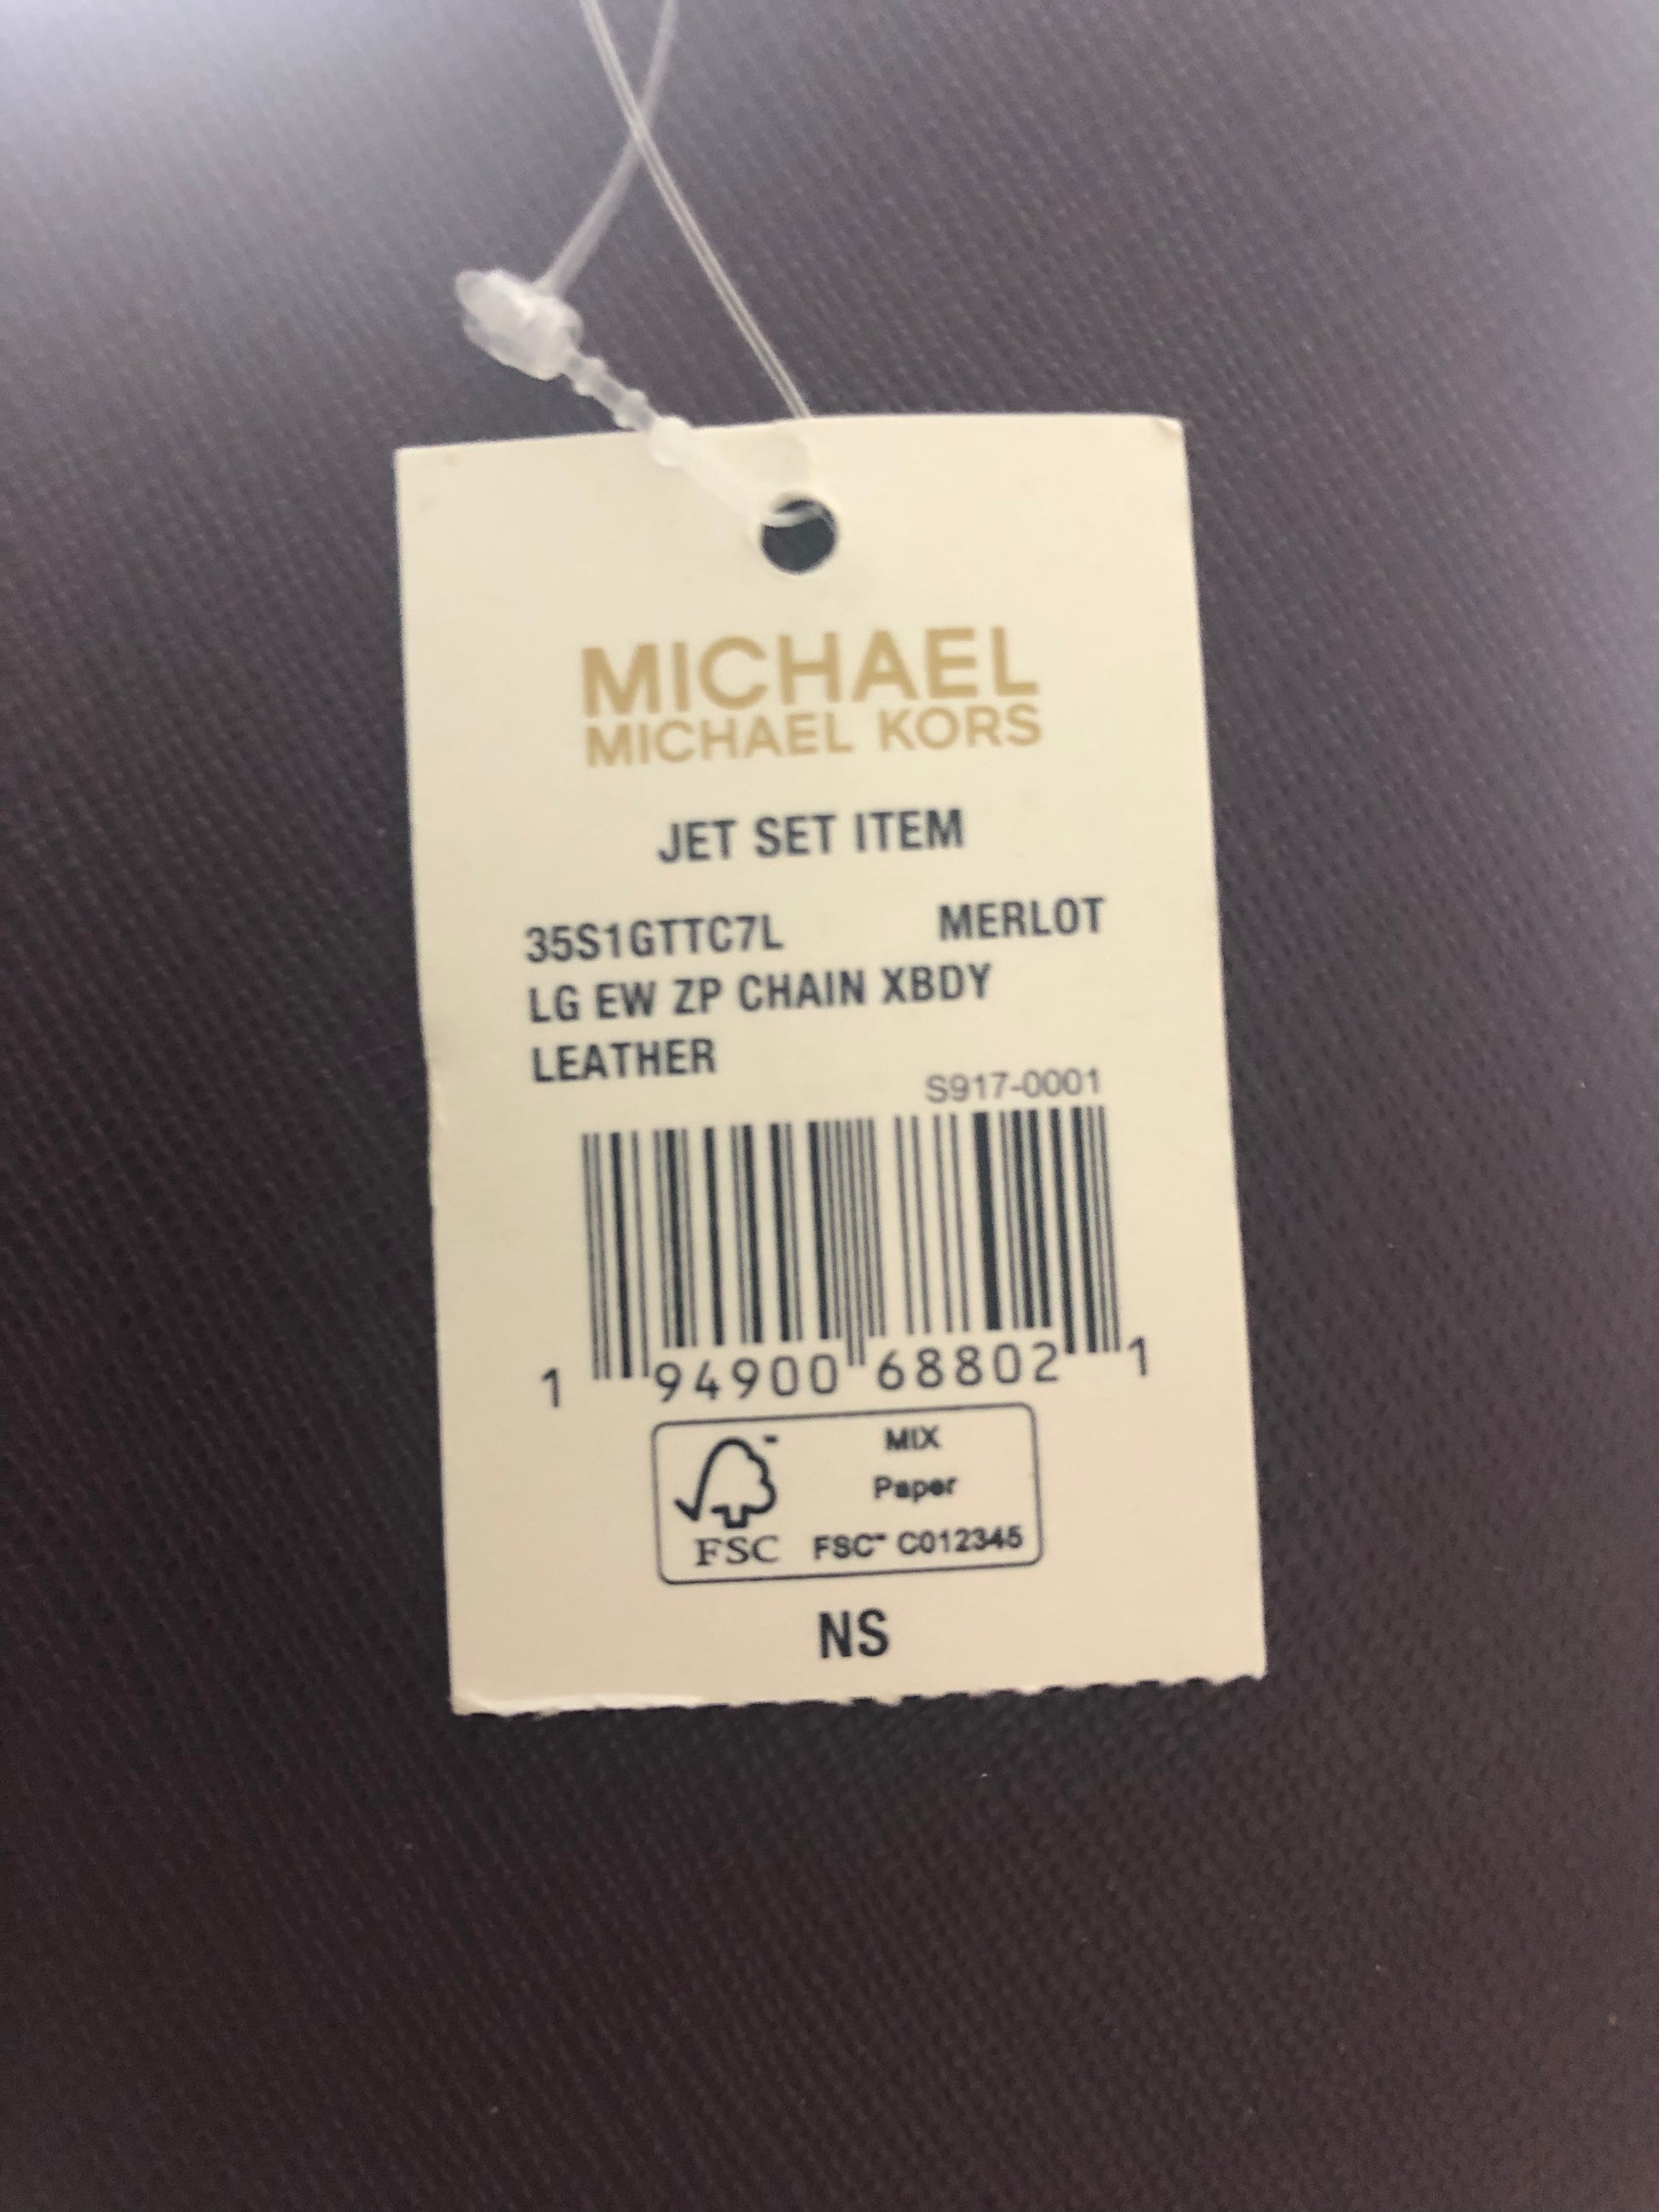 MICHAEL
MICHAEL KORS
JET SET ITEM
35S1GTTC7L MERLOT
LG EW ZP CHAIN XBDY
LEATHER
S917-0001
1 94900 68802 1
MIX
Paper
FSC FSC™ C012345
NS